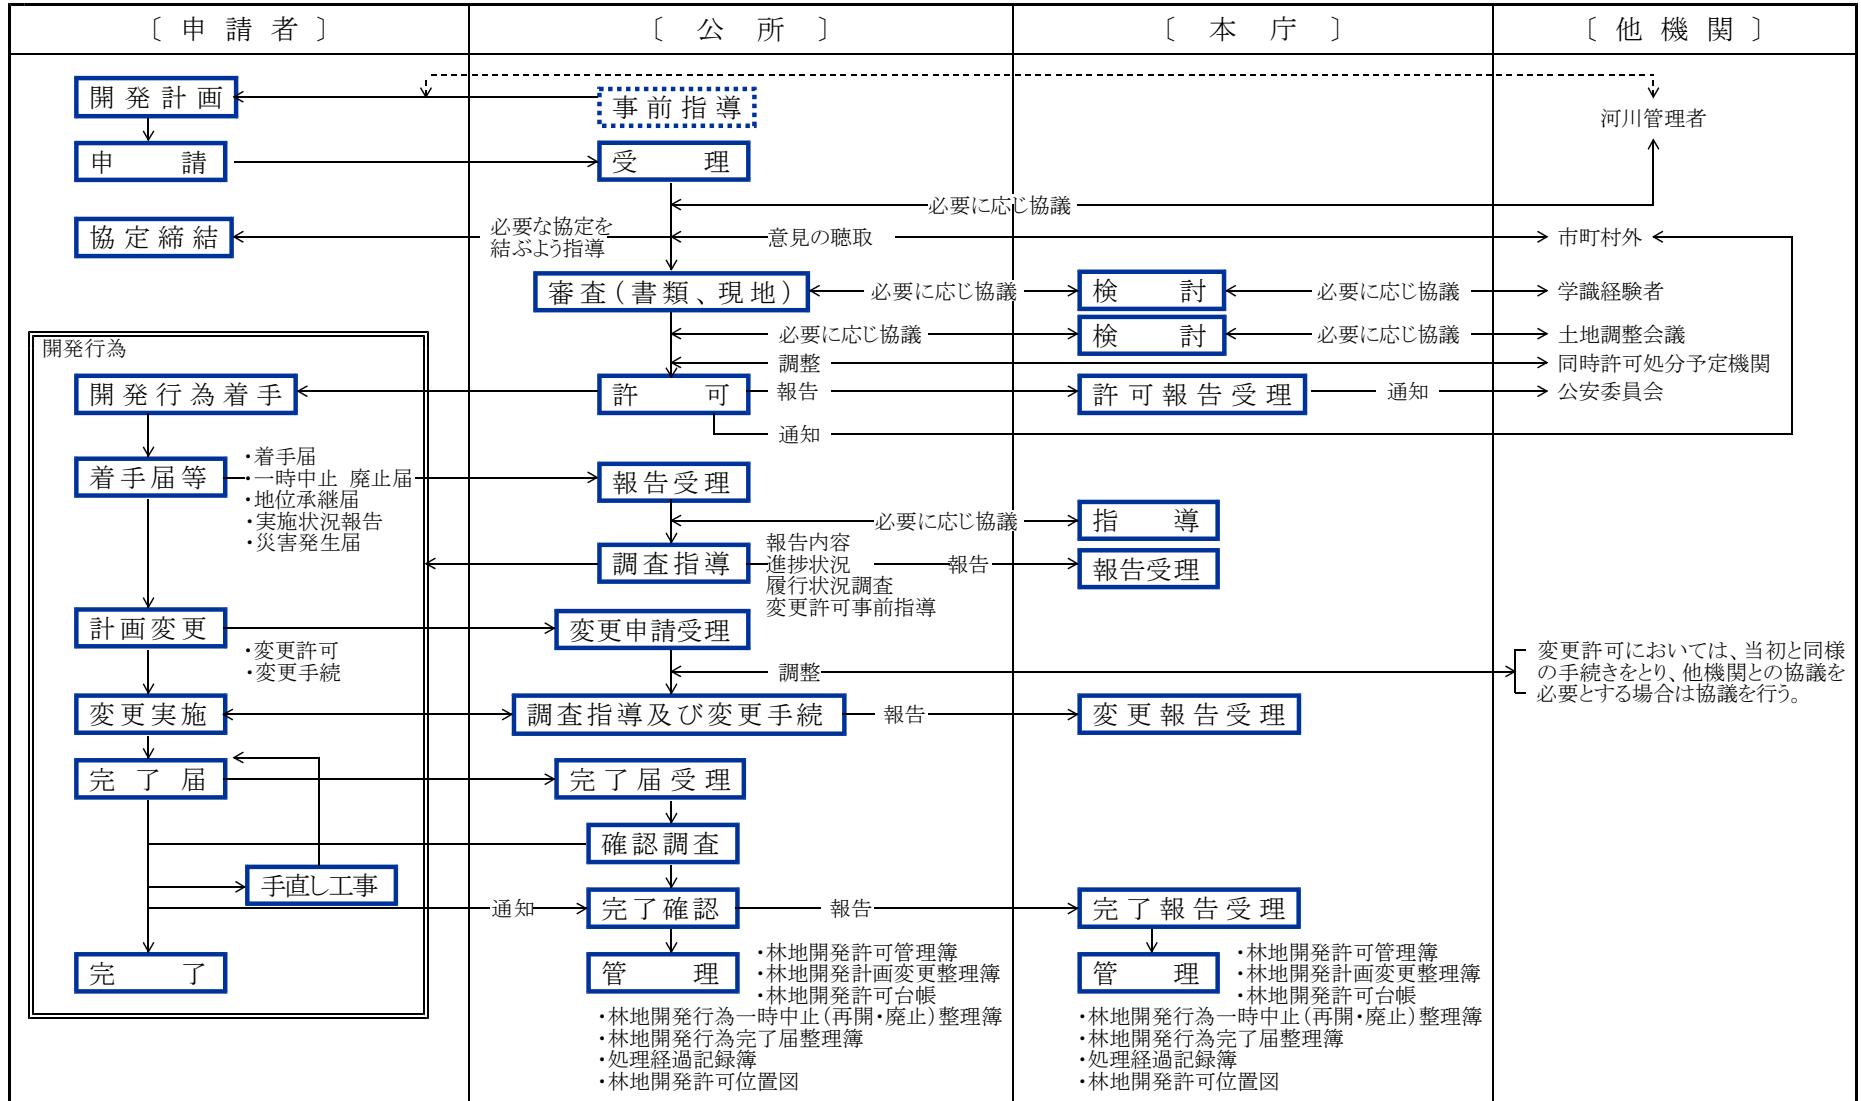 〔 申 請 者 〕
〔 公 所 〕
〔 本 庁 〕
〔 他 機 関 〕
開発計画
事前指導
河川管理者
申 請
受 理
必要に応じ協議
協定締結
必要な協定を
結ぶよう指導
意見の聴取
市町村外
審査(書類、現地)
必要に応じ協議
検 討
必要に応じ協議
学識経験者
必要に応じ協議
検 討
必要に応じ協議
土地調整会議
開発行為
調整
同時許可処分予定機関
開発行為着手
許 可
報告
許可報告受理
通知
公安委員会
通知
着手届等
・着手届
・一時中止 廃止届
・地位承継届
・実施状況報告
・災害発生届
報告受理
必要に応じ協議
指 導
調査指導
報告内容
進捗状況
履行状況調査
変更許可事前指導
報告
報告受理
計画変更
・変更許可
・変更手続
変更申請受理
調整
変更許可においては、当初と同様
の手続きをとり、他機関との協議を
必要とする場合は協議を行う。
変更実施
調査指導及び変更手続
報告
変更報告受理
完了届
完了届受理
確認調査
手直し工事
通知
完了確認
報告
完了報告受理
完 了
管 理
・林地開発許可管理簿
・林地開発計画変更整理簿
・林地開発許可台帳
・林地開発行為一時中止(再開・廃止)整理簿
・林地開発行為完了届整理簿
・処理経過記録簿
・林地開発許可位置図
管 理
・林地開発許可管理簿
・林地開発計画変更整理簿
・林地開発許可台帳
・林地開発行為一時中止(再開・廃止)整理簿
・林地開発行為完了届整理簿
・処理経過記録簿
・林地開発許可位置図